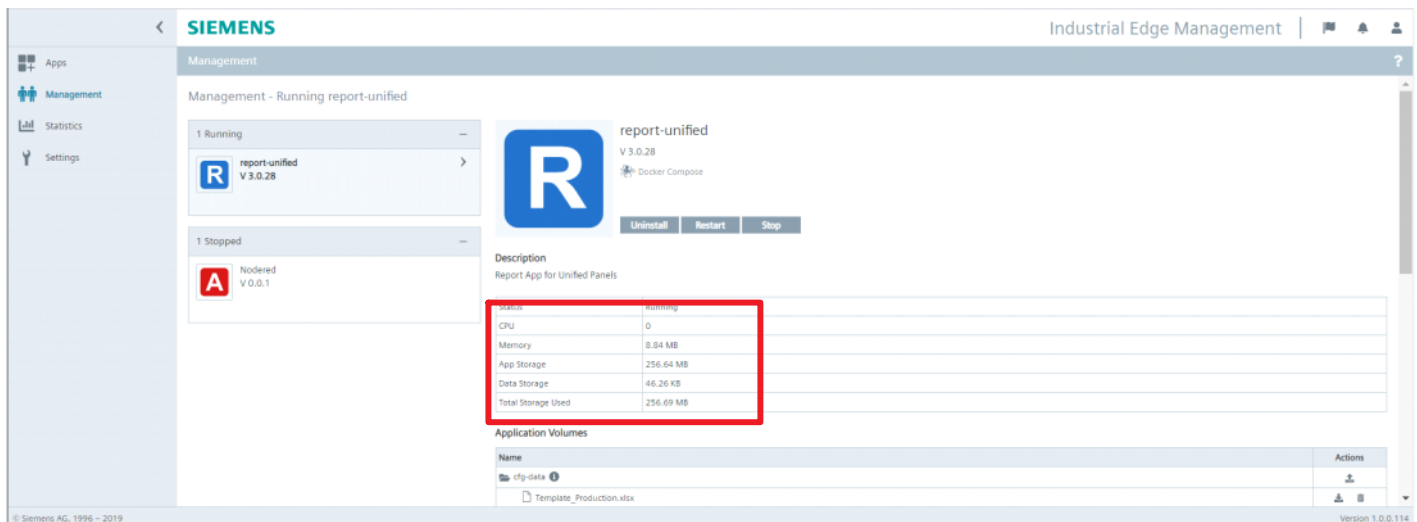 SIEMENS
Industrial Edge Management
Apps
Management
Statistics
Settings
Management
?
Management - Running report-unified
1 Running
R
report-unified
V 3.0.28
1 Stopped
A
Nodered
V 0.0.1
R
report-unified
V 3.0.28
Docker Compose
Uninstall Restart Stop
Description
Report App for Unified Panels
Status Running
CPU 0
Memory 8.84 MB
App Storage 256.64 MB
Data Storage 46.26 KB
Total Storage Used 256.69 MB
Application Volumes
Name Actions
cfg-data
Template_Production.xlsx
© Siemens AG, 1996 – 2019
Version 1.0.0.114